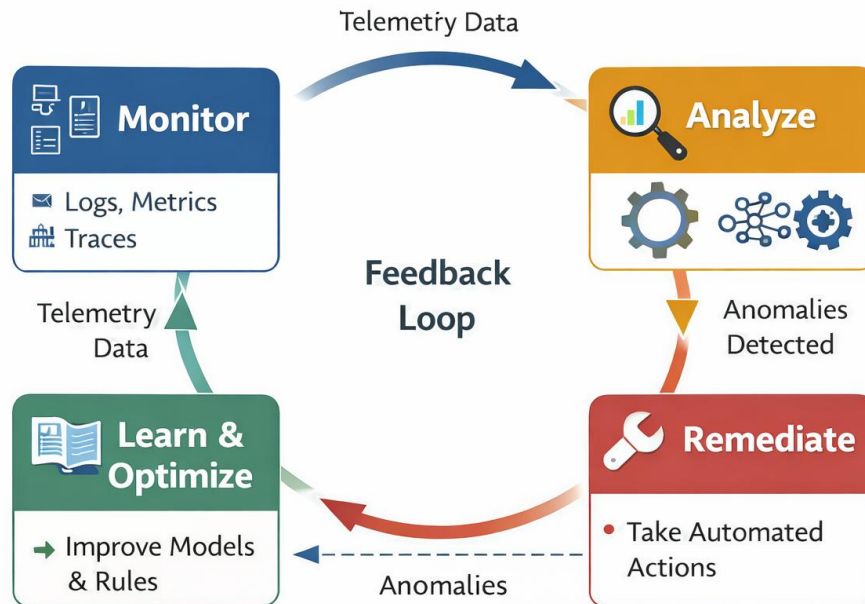 Telemetry Data
Monitor
Logs, Metrics
Traces
Analyze
Feedback
Loop
Telemetry
Data
Anomalies
Detected
Learn &
Optimize
Improve Models
& Rules
Remediate
Take Automated
Actions
Anomalies